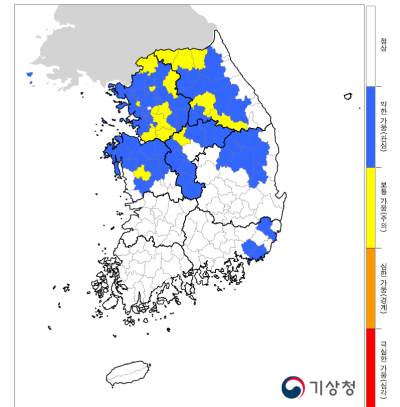 정상
약한 가뭄(관심)
보통 가뭄(주의)
심한 가뭄(경계)
극심한 가뭄(심각)
기상청